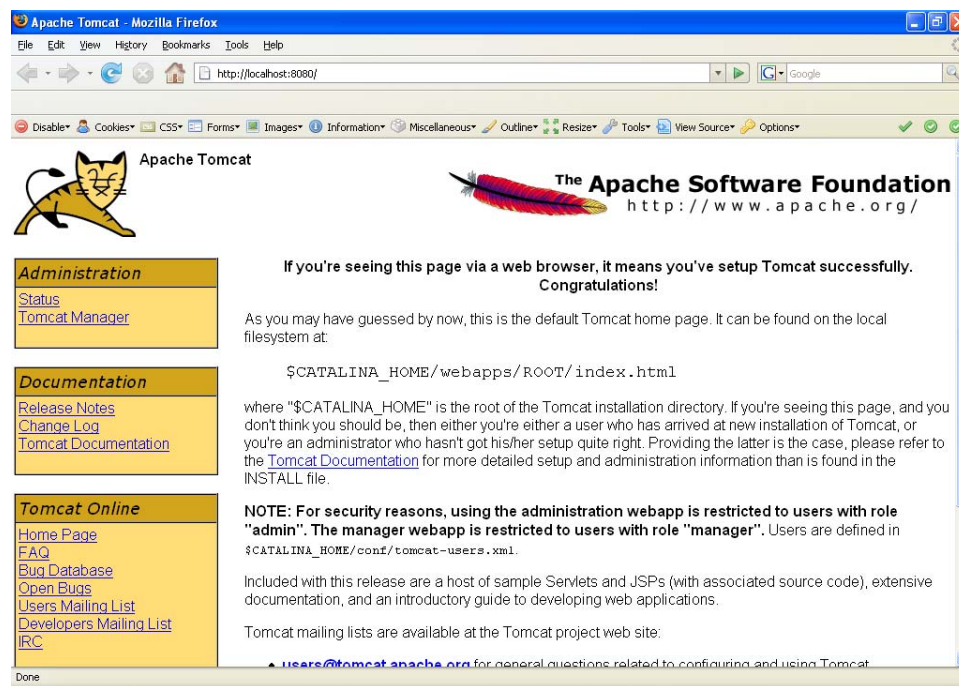 Apache Tomcat - Mozilla Firefox
File Edit View History Bookmarks Tools Help
http://localhost:8080/
G Google
Disable Cookies CSS Forms Images Information Miscellaneous Outline Resize Tools View Source Options
Apache Tomcat
The Apache Software Foundation
http://www.apache.org/
Administration
Status
Tomcat Manager
Documentation
Release Notes
Change Log
Tomcat Documentation
Tomcat Online
Home Page
FAQ
Bug Database
Open Bugs
Users Mailing List
Developers Mailing List
IRC
If you're seeing this page via a web browser, it means you've setup Tomcat successfully.
Congratulations!
As you may have guessed by now, this is the default Tomcat home page. It can be found on the local
filesystem at:
$CATALINA_HOME/webapps/ROOT/index.html
where "$CATALINA_HOME" is the root of the Tomcat installation directory. If you're seeing this page, and you
don't think you should be, then either you're either a user who has arrived at new installation of Tomcat, or
you're an administrator who hasn't got his/her setup quite right. Providing the latter is the case, please refer to
the Tomcat Documentation for more detailed setup and administration information than is found in the
INSTALL file.
NOTE: For security reasons, using the administration webapp is restricted to users with role
"admin". The manager webapp is restricted to users with role "manager". Users are defined in
$CATALINA_HOME/conf/tomcat-users.xml.
Included with this release are a host of sample Servlets and JSPs (with associated source code), extensive
documentation, and an introductory guide to developing web applications.
Tomcat mailing lists are available at the Tomcat project web site:
• users@tomcat.apache.org for general questions related to configuring and using Tomcat
Done